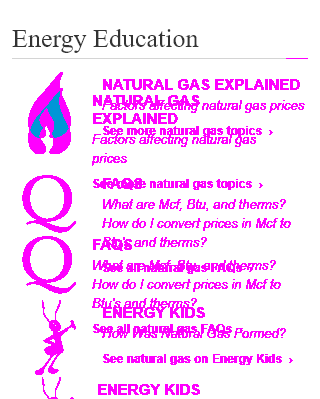 Energy Education
NATURAL GAS EXPLAINED
Factors affecting natural gas prices
See more natural gas topics ›
NATURAL GAS
EXPLAINED
Factors affecting natural gas
prices
See more natural gas topics ›
FAQS
What are Mcf, Btu, and therms?
How do I convert prices in Mcf to
Btu's and therms?
See all natural gas FAQs ›
FAQS
What are Mcf, Btu, and therms?
How do I convert prices in Mcf to
Btu's and therms?
See all natural gas FAQs ›
ENERGY KIDS
How Was Natural Gas Formed?
See natural gas on Energy Kids ›
ENERGY KIDS